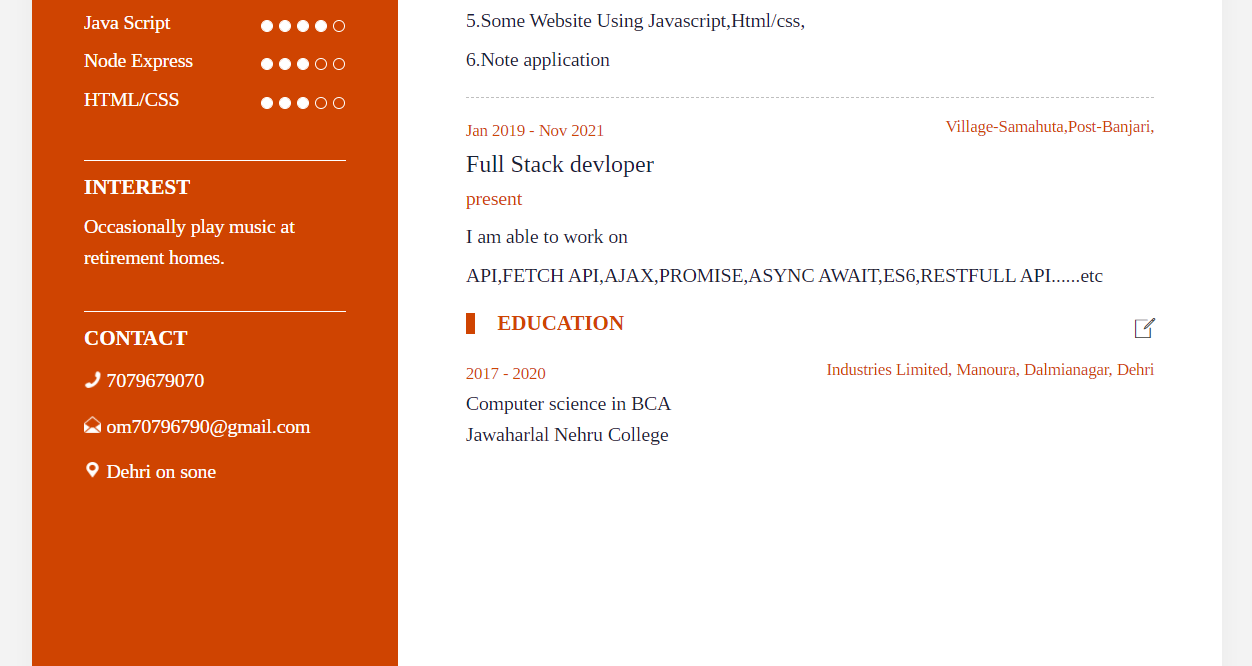 Java Script
Node Express
HTML/CSS
INTEREST
Occasionally play music at
retirement homes.
CONTACT
7079679070
om70796790@gmail.com
Dehri on sone
5.Some Website Using Javascript,Html/css,
6.Note application
Jan 2019 - Nov 2021
Village-Samahuta,Post-Banjari,
Full Stack devloper
present
I am able to work on
API,FETCH API,AJAX,PROMISE,ASYNC AWAIT,ES6,RESTFULL API......etc
EDUCATION
2017 - 2020
Industries Limited, Manoura, Dalmianagar, Dehri
Computer science in BCA
Jawaharlal Nehru College